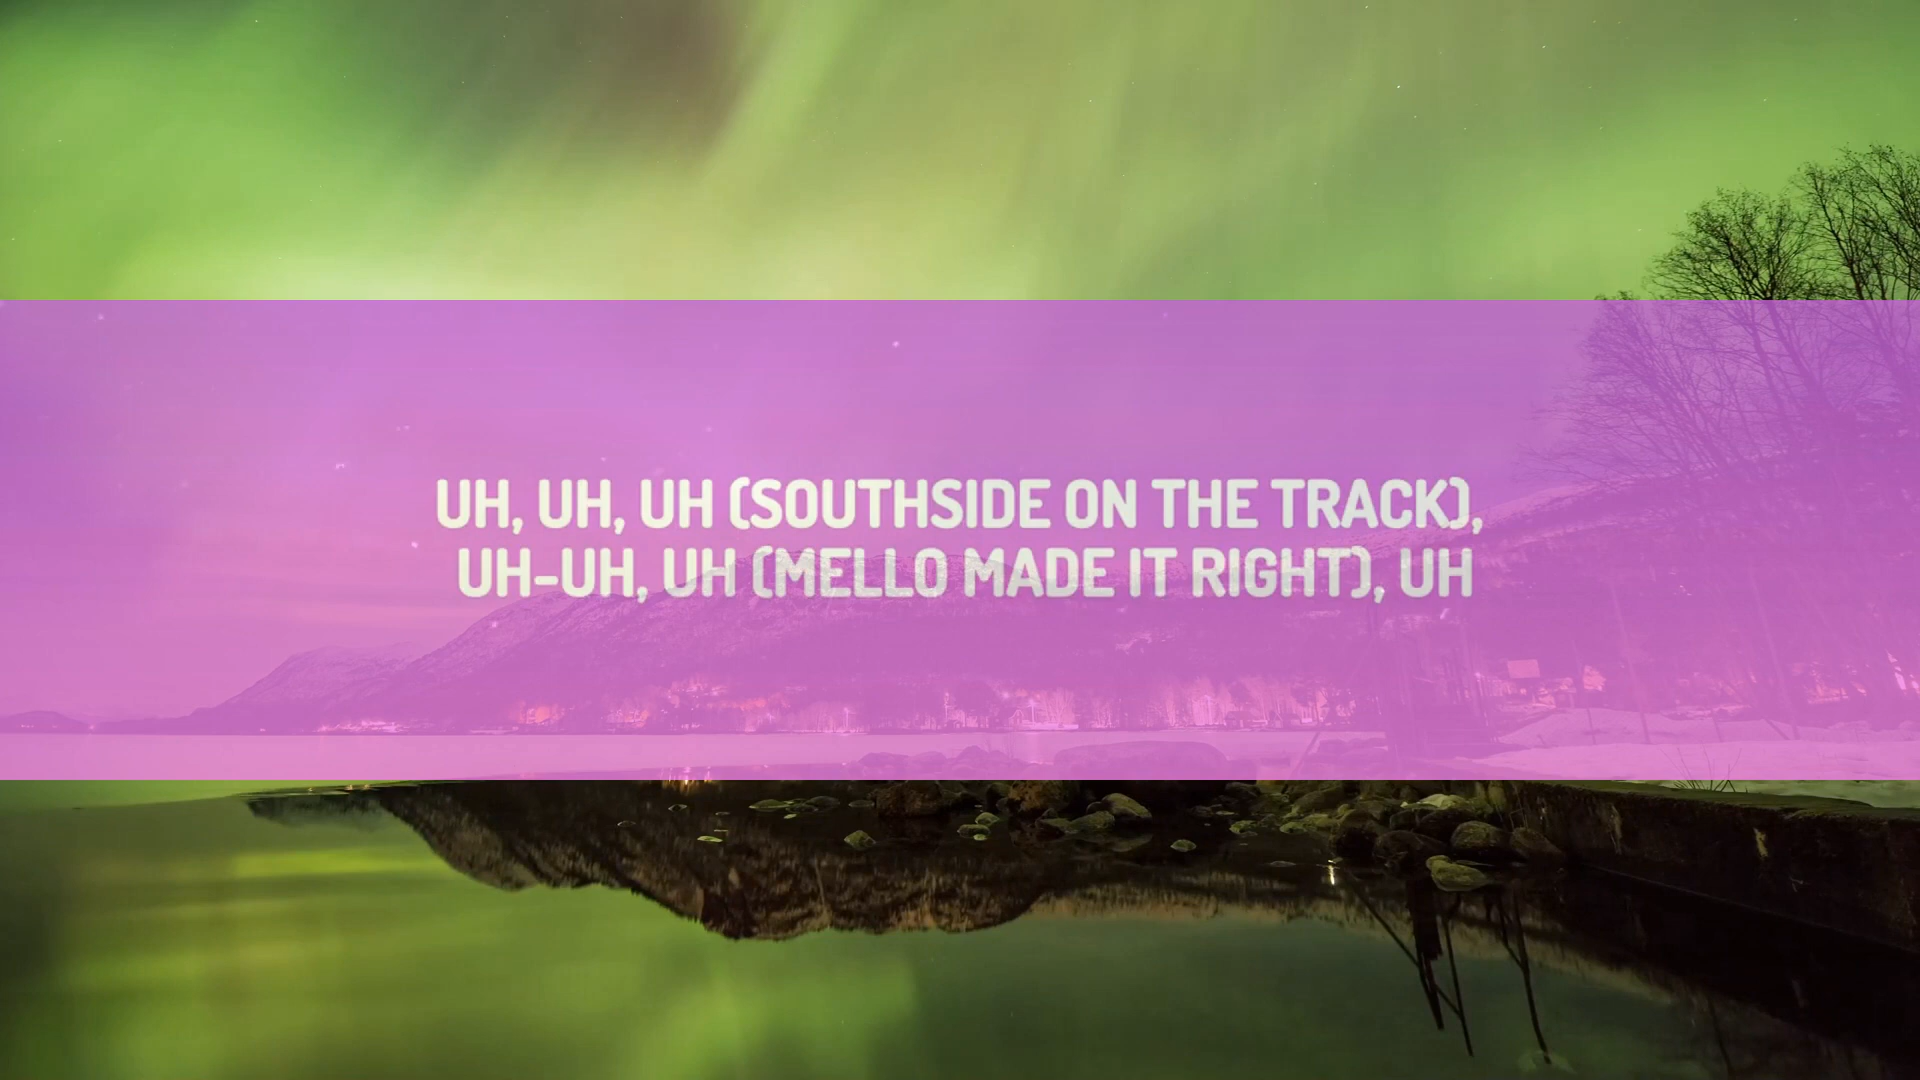 UH, UH, UH (SOUTHSIDE ON THE TRACK),
UH-UH, UH (MELLO MADE IT RIGHT), UH